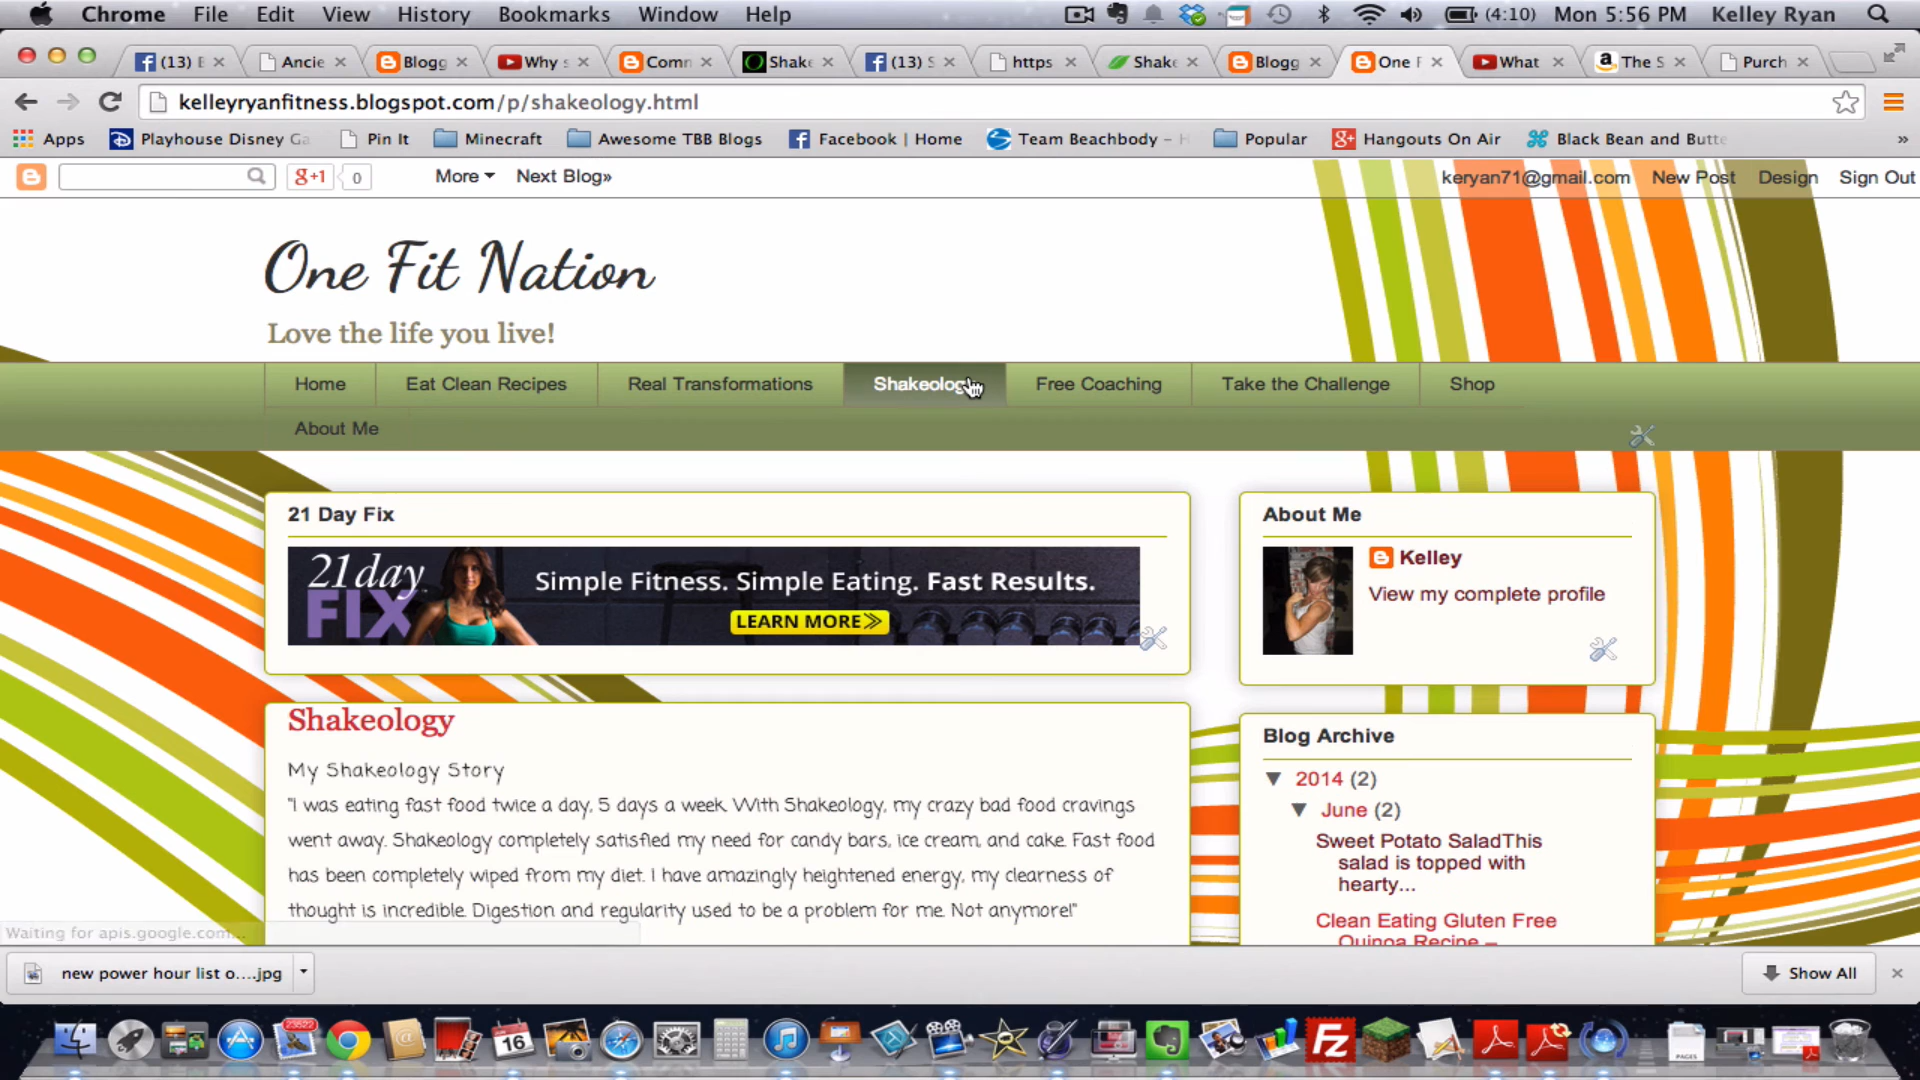 Chrome File Edit View History Bookmarks Window Help (4:10) Mon 5:56 PM Kelley Ryan
(13) Ancie Blogg Why s Comr Shake (13) S https Shake Blogg One F What The S Purch
kelleyryanfitness.blogspot.com/p/shakeology.html
Apps Playhouse Disney Ga Pin It Minecraft Awesome TBB Blogs Facebook | Home Team Beachbody – Popular Hangouts On Air Black Bean and Butte »
g+1 0 More Next Blog» keryan71@gmail.com New Post Design Sign Out
One Fit Nation
Love the life you live!
Home Eat Clean Recipes Real Transformations Shakeology Free Coaching Take the Challenge Shop
About Me
21 Day Fix
21day FIX
Simple Fitness. Simple Eating. Fast Results.
LEARN MORE
About Me
Kelley
View my complete profile
Shakeology
My Shakeology Story
"I was eating fast food twice a day, 5 days a week. With Shakeology, my crazy bad food cravings
went away. Shakeology completely satisfied my need for candy bars, ice cream, and cake. Fast food
has been completely wiped from my diet. I have amazingly heightened energy, my clearness of
thought is incredible. Digestion and regularity used to be a problem for me. Not anymore!"
Blog Archive
▼ 2014 (2)
▼ June (2)
Sweet Potato SaladThis
salad is topped with
hearty...
Clean Eating Gluten Free
Quinoa Recipe –
Waiting for apis.google.com...
new power hour list o....jpg Show All
23622
16
PAGES